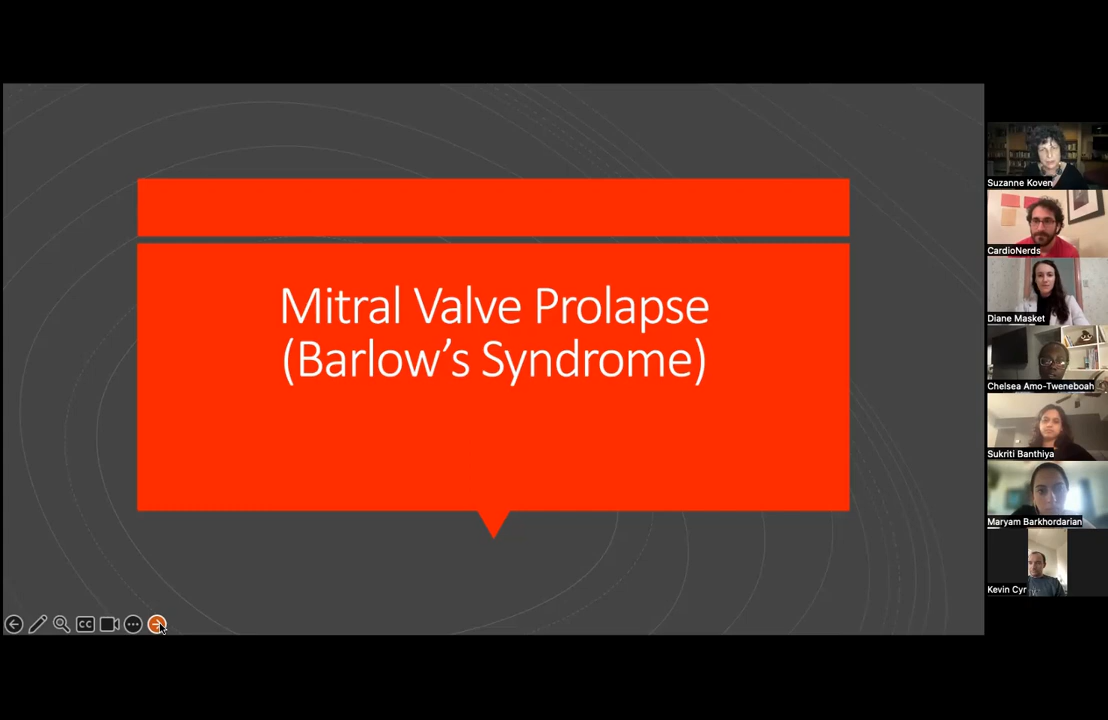 Mitral Valve Prolapse
(Barlow's Syndrome)
Suzanne Koven
CardioNerds
Diane Masket
Chelsea Amo-Tweneboah
Sukriti Banthiya
Maryam Barkhordarian
Kevin Cyr
CC